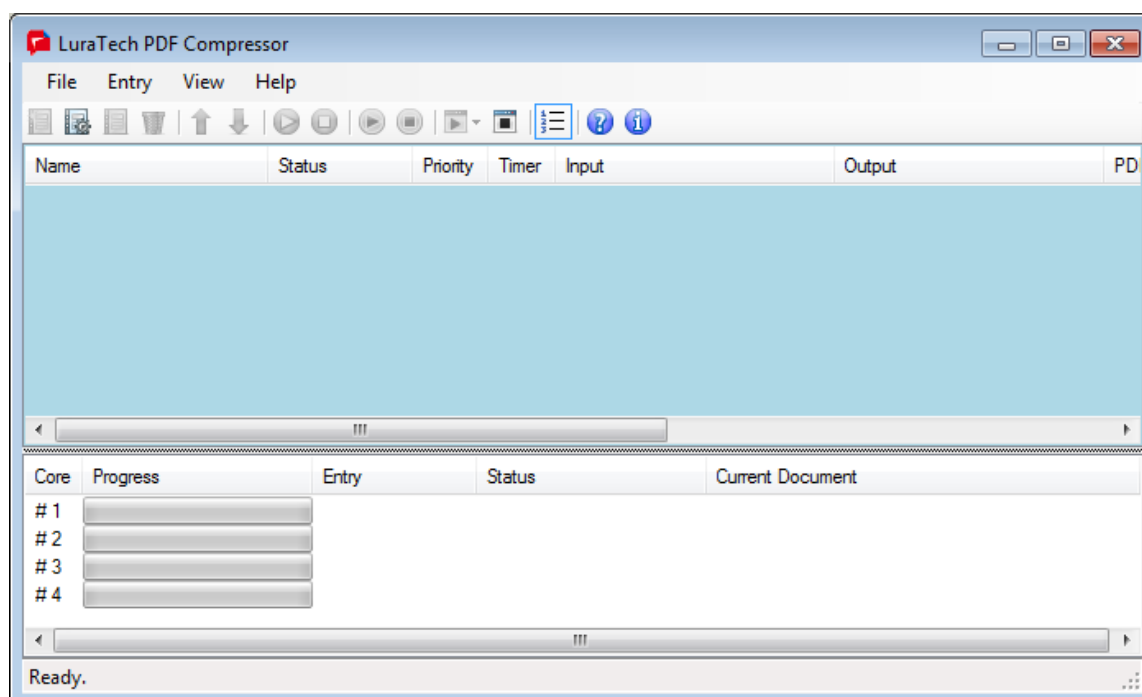 LuraTech PDF Compressor
File Entry View Help
Name Status Priority Timer Input Output PD
Core Progress Entry Status Current Document
# 1
# 2
# 3
# 4
Ready.